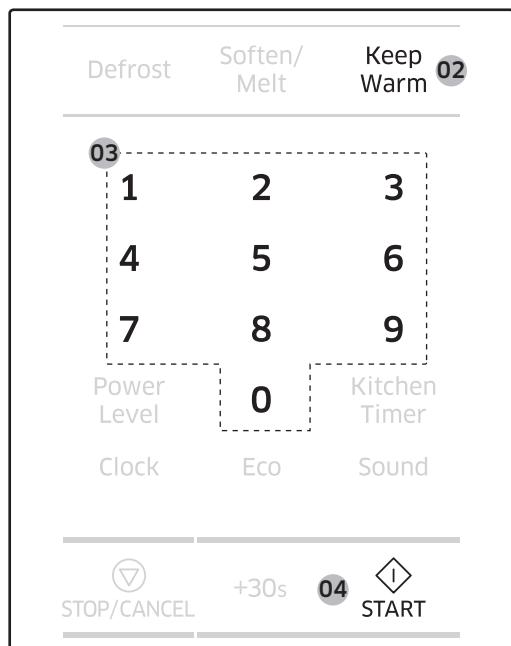 Defrost
Soften/
Melt
Keep
Warm
02
03
1 2 3
4 5 6
7 8 9
Power
Level
0
Kitchen
Timer
Clock Eco Sound
STOP/CANCEL
+30s
04
START